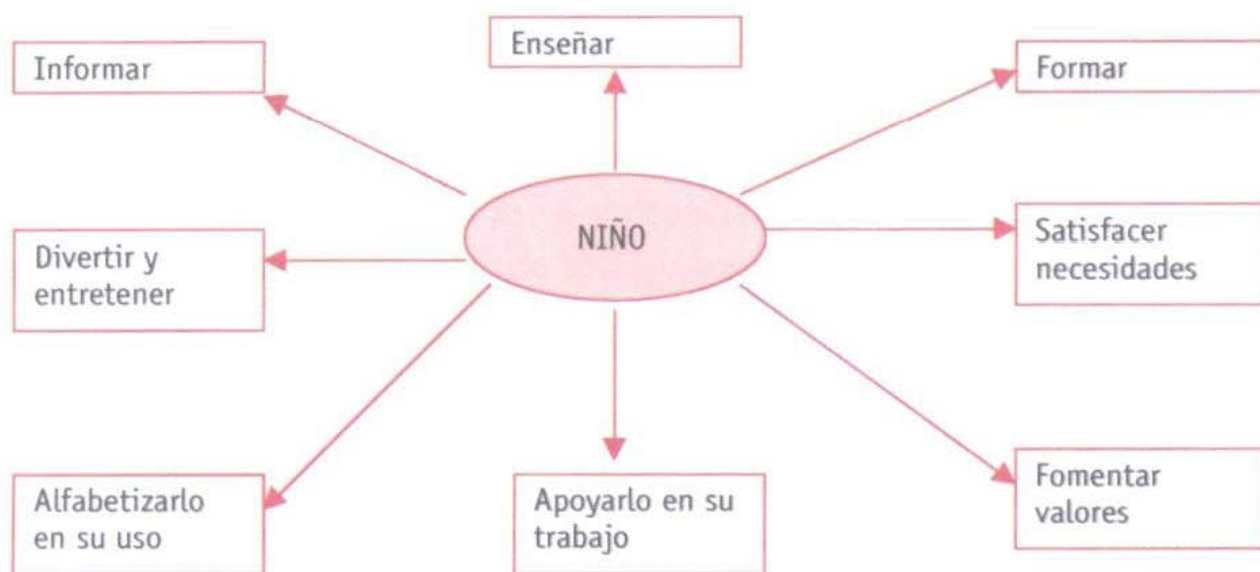 Enseñar
Informar
Formar
NIÑO
Satisfacer
necesidades
Divertir y
entretener
Fomentar
valores
Alfabetizarlo
en su uso
Apoyarlo en su
trabajo